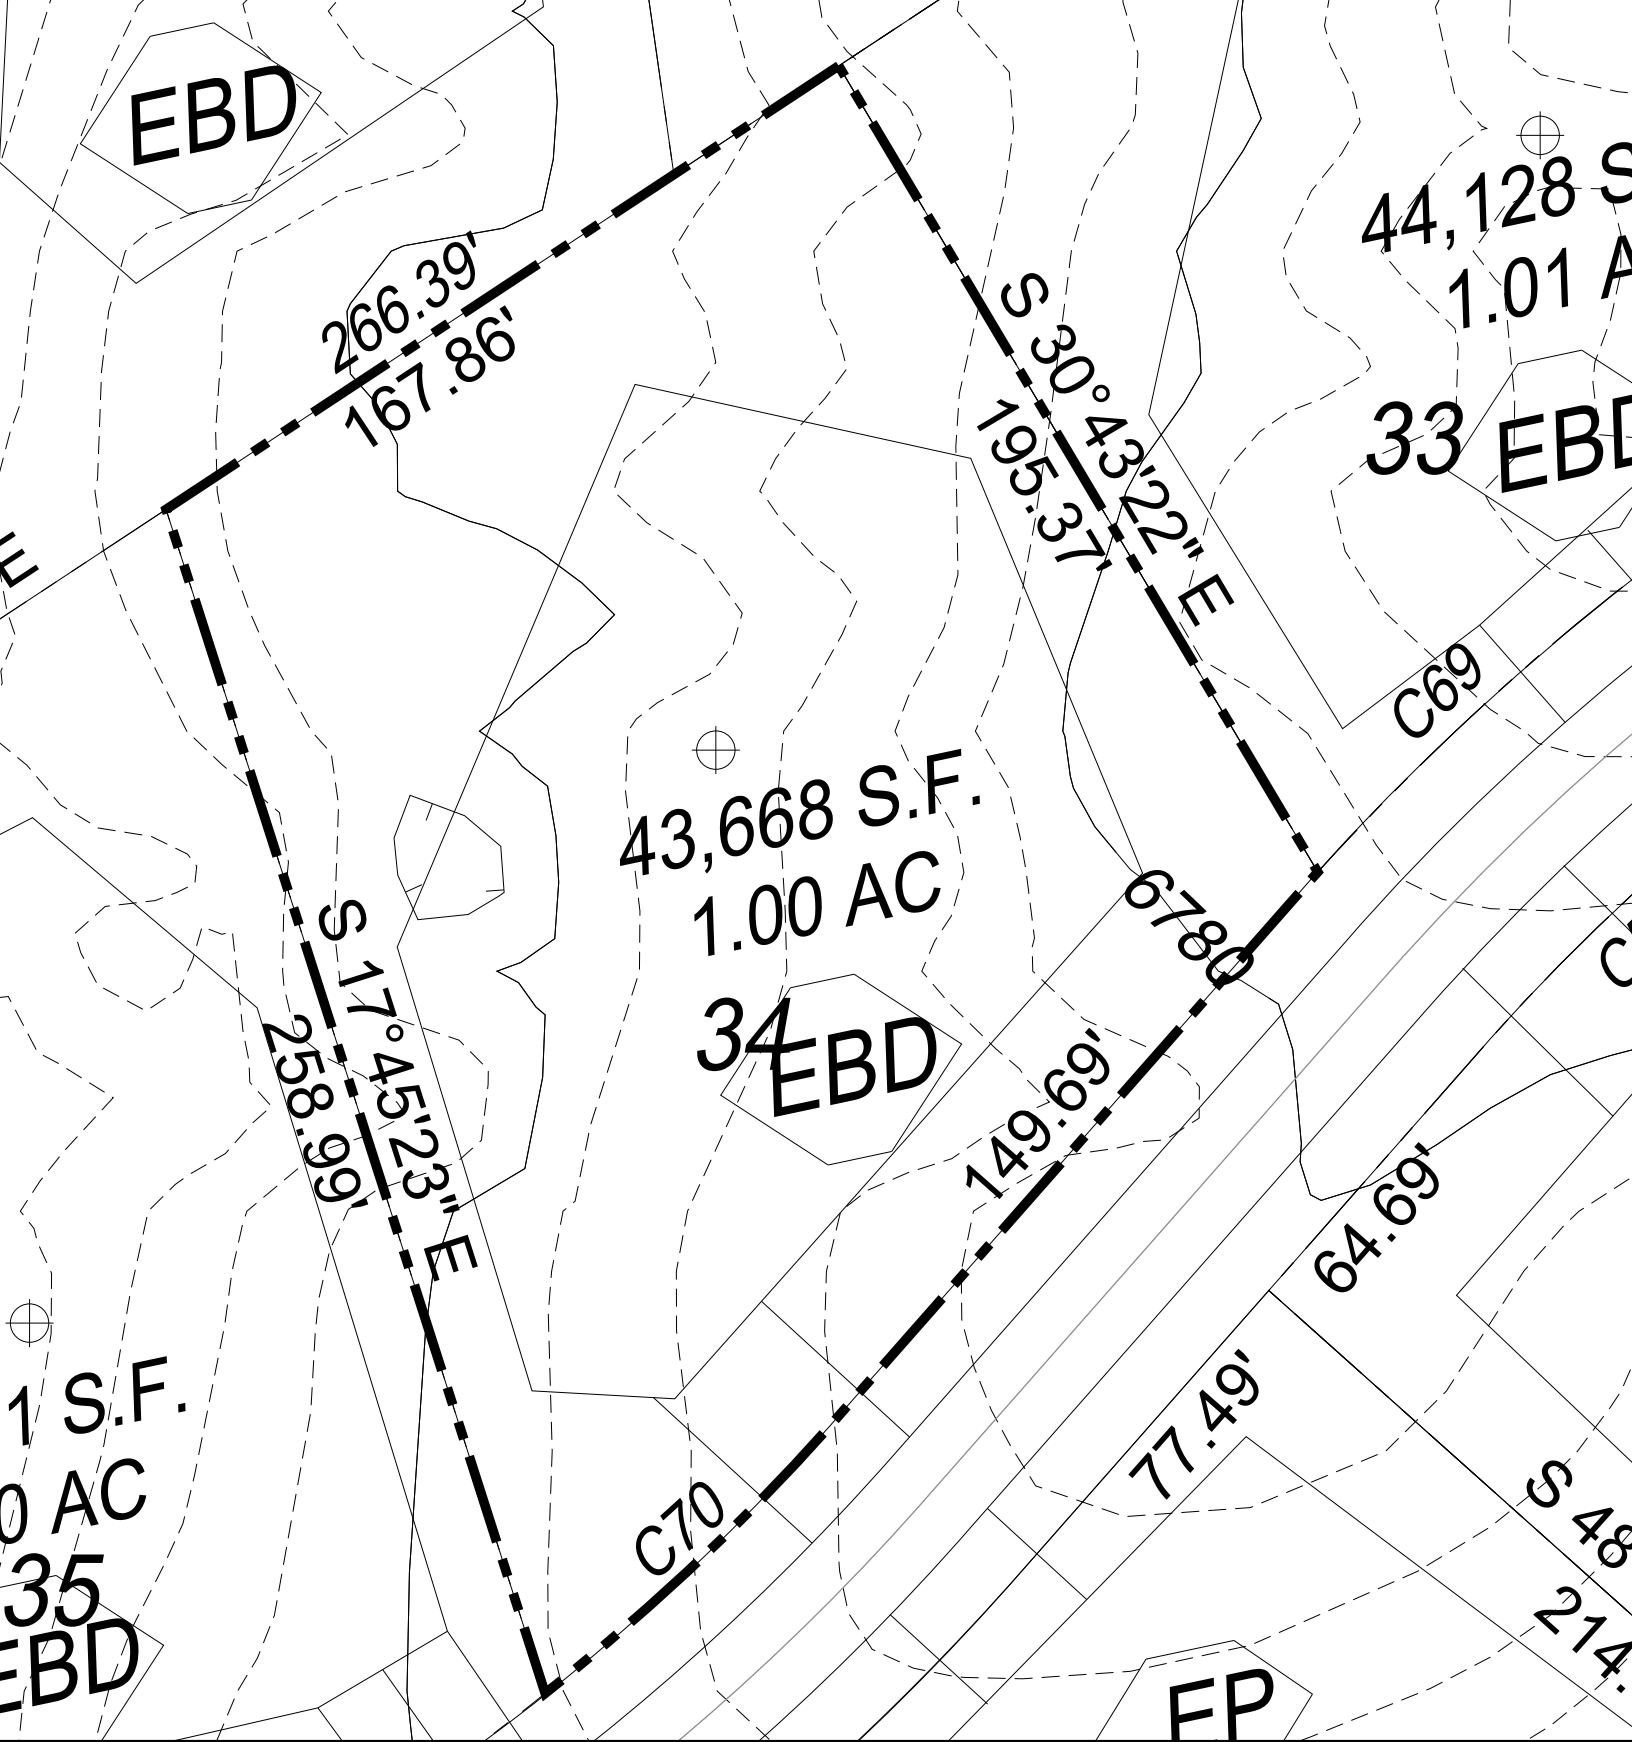 EBD
44,128 S
1.01 A
266.39'
167.86'
S 30°43'22" E
195.37'
33
EBD
E
C69
43,668 S.F.
1.00 AC
34
EBD
6780
C
S 17°45'23" E
258.99'
149.69'
64.69'
77.49'
1 S.F.
0 AC
35
EBD
C70
S 48
214.